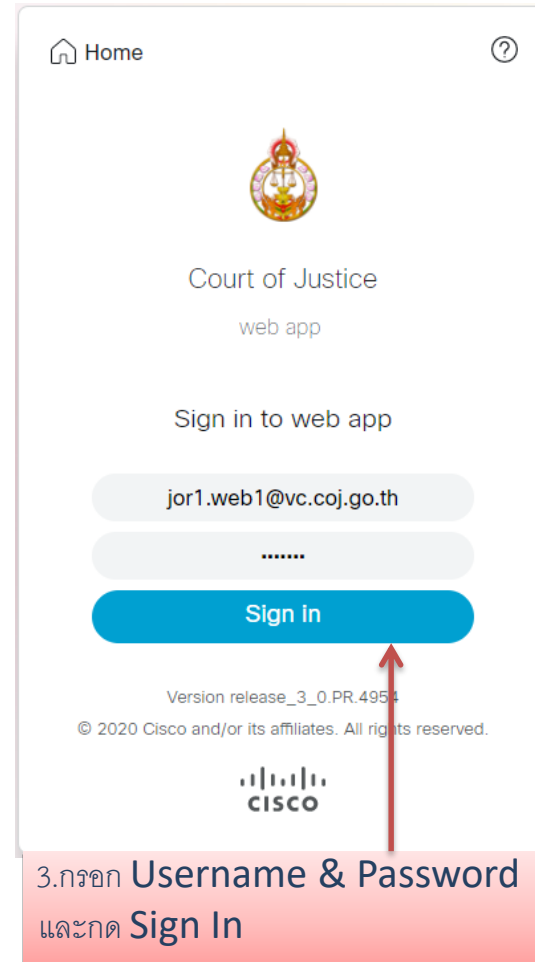 Home
Court of Justice
web app
Sign in to web app
jor1.web1@vc.coj.go.th
•••••••
Sign in
Version release_3_0.PR.4954
© 2020 Cisco and/or its affiliates. All rights reserved.
CISCO
3.กรอก Username & Password
และกด Sign In